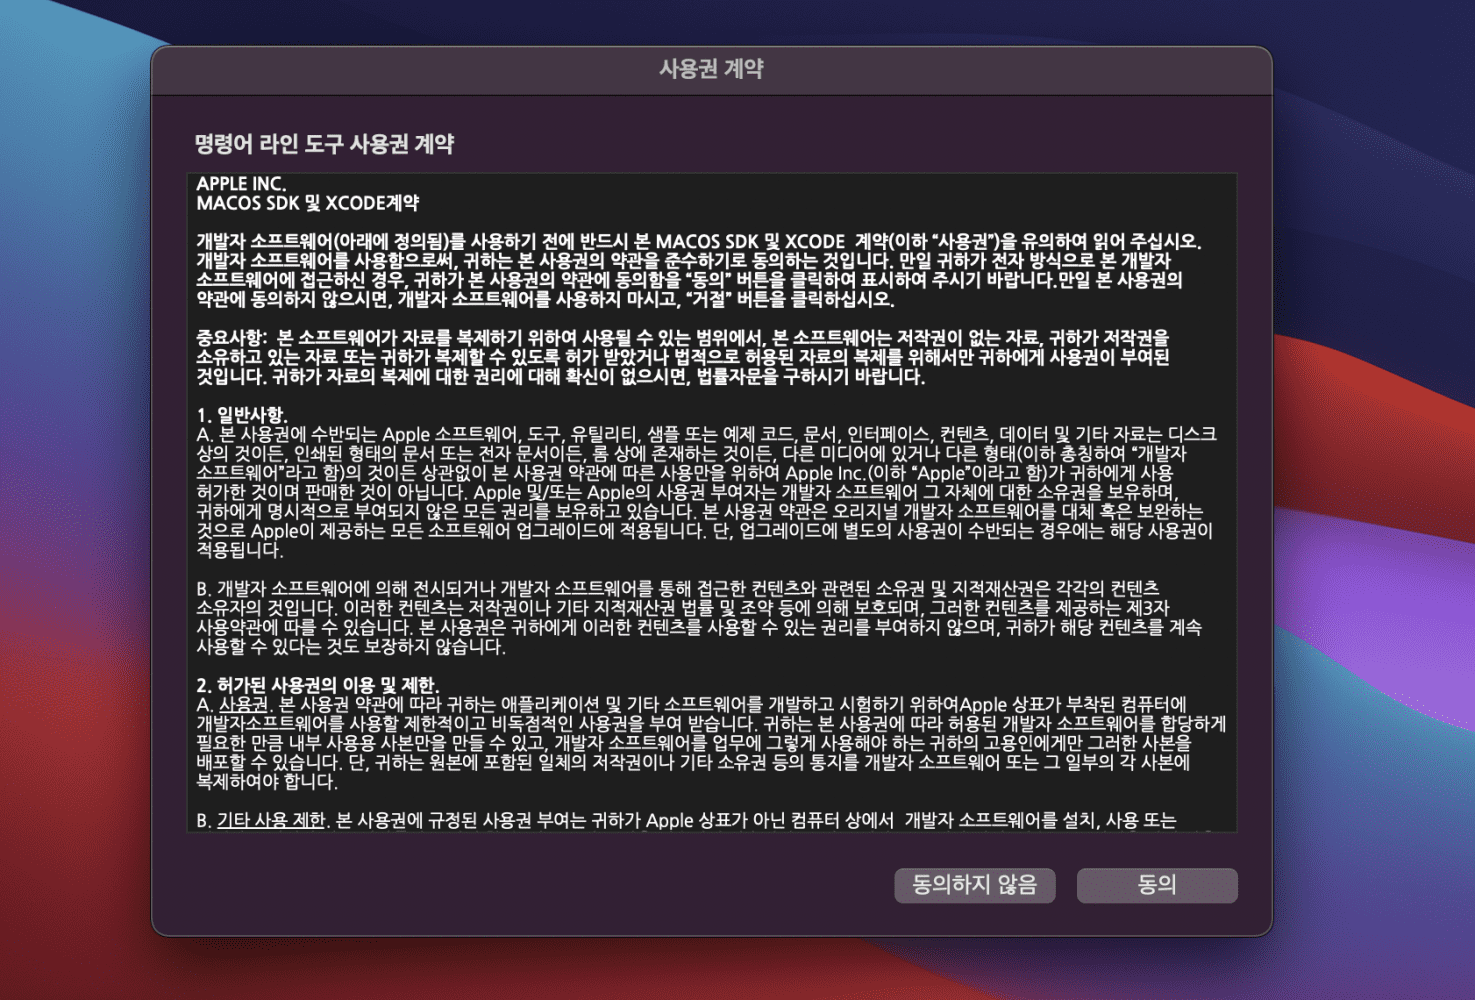 사용권 계약
명령어 라인 도구 사용권 계약
APPLE INC.
MACOS SDK 및 XCODE계약
개발자 소프트웨어(아래에 정의됨)를 사용하기 전에 반드시 본 MACOS SDK 및 XCODE  계약(이하 “사용권”)을 유의하여 읽어 주십시오.
개발자 소프트웨어를 사용함으로써, 귀하는 본 사용권의 약관을 준수하기로 동의하는 것입니다. 만일 귀하가 전자 방식으로 본 개발자
소프트웨어에 접근하신 경우, 귀하가 본 사용권의 약관에 동의함을 “동의” 버튼을 클릭하여 표시하여 주시기 바랍니다.만일 본 사용권의
약관에 동의하지 않으시면, 개발자 소프트웨어를 사용하지 마시고, “거절” 버튼을 클릭하십시오.
중요사항:  본 소프트웨어가 자료를 복제하기 위하여 사용될 수 있는 범위에서, 본 소프트웨어는 저작권이 없는 자료, 귀하가 저작권을
소유하고 있는 자료 또는 귀하가 복제할 수 있도록 허가 받았거나 법적으로 허용된 자료의 복제를 위해서만 귀하에게 사용권이 부여된
것입니다. 귀하가 자료의 복제에 대한 권리에 대해 확신이 없으시면, 법률자문을 구하시기 바랍니다.
1. 일반사항.
A. 본 사용권에 수반되는 Apple 소프트웨어, 도구, 유틸리티, 샘플 또는 예제 코드, 문서, 인터페이스, 컨텐츠, 데이터 및 기타 자료는 디스크
상의 것이든, 인쇄된 형태의 문서 또는 전자 문서이든, 롬 상에 존재하는 것이든, 다른 미디어에 있거나 다른 형태(이하 총칭하여 “개발자
소프트웨어”라고 함)의 것이든 상관없이 본 사용권 약관에 따른 사용만을 위하여 Apple Inc.(이하 “Apple”이라고 함)가 귀하에게 사용
허가한 것이며 판매한 것이 아닙니다. Apple 및/또는 Apple의 사용권 부여자는 개발자 소프트웨어 그 자체에 대한 소유권을 보유하며,
귀하에게 명시적으로 부여되지 않은 모든 권리를 보유하고 있습니다. 본 사용권 약관은 오리지널 개발자 소프트웨어를 대체 혹은 보완하는
것으로 Apple이 제공하는 모든 소프트웨어 업그레이드에 적용됩니다. 단, 업그레이드에 별도의 사용권이 수반되는 경우에는 해당 사용권이
적용됩니다.
B. 개발자 소프트웨어에 의해 전시되거나 개발자 소프트웨어를 통해 접근한 컨텐츠와 관련된 소유권 및 지적재산권은 각각의 컨텐츠
소유자의 것입니다. 이러한 컨텐츠는 저작권이나 기타 지적재산권 법률 및 조약 등에 의해 보호되며, 그러한 컨텐츠를 제공하는 제3자
사용약관에 따를 수 있습니다. 본 사용권은 귀하에게 이러한 컨텐츠를 사용할 수 있는 권리를 부여하지 않으며, 귀하가 해당 컨텐츠를 계속
사용할 수 있다는 것도 보장하지 않습니다.
2. 허가된 사용권의 이용 및 제한.
A. 사용권. 본 사용권 약관에 따라 귀하는 애플리케이션 및 기타 소프트웨어를 개발하고 시험하기 위하여Apple 상표가 부착된 컴퓨터에
개발자소프트웨어를 사용할 제한적이고 비독점적인 사용권을 부여 받습니다. 귀하는 본 사용권에 따라 허용된 개발자 소프트웨어를 합당하게
필요한 만큼 내부 사용용 사본만을 만들 수 있고, 개발자 소프트웨어를 업무에 그렇게 사용해야 하는 귀하의 고용인에게만 그러한 사본을
배포할 수 있습니다. 단, 귀하는 원본에 포함된 일체의 저작권이나 기타 소유권 등의 통지를 개발자 소프트웨어 또는 그 일부의 각 사본에
복제하여야 합니다.
B. 기타 사용 제한. 본 사용권에 규정된 사용권 부여는 귀하가 Apple 상표가 아닌 컴퓨터 상에서  개발자 소프트웨어를 설치, 사용 또는
동의하지 않음
동의